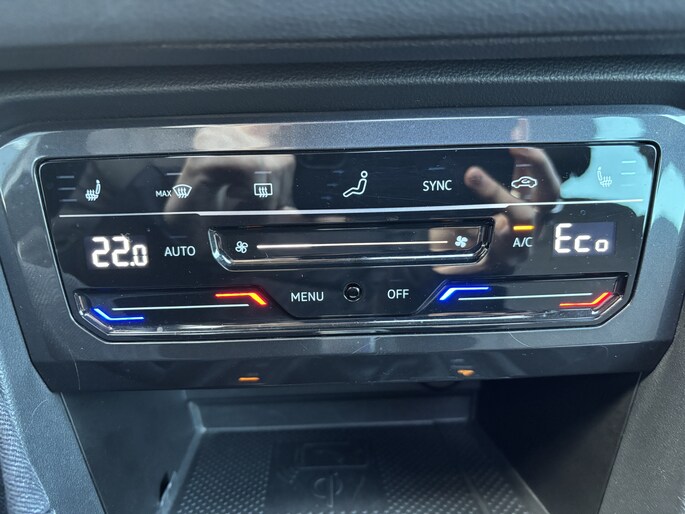 MAX SYNC
22.0 AUTO A/C Eco
MENU OFF